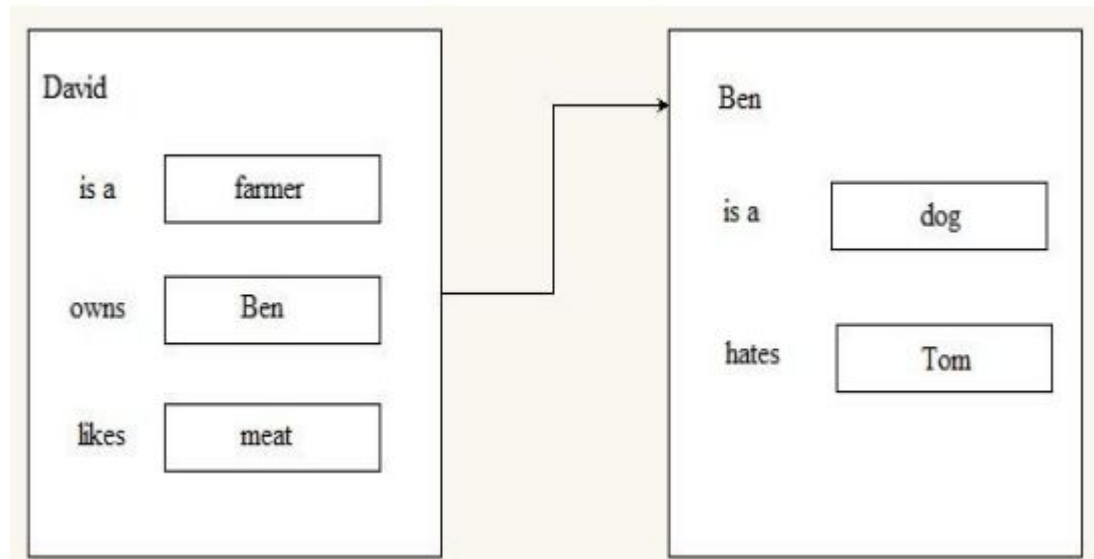 David
is a farmer
owns Ben
likes meat
Ben
is a dog
hates Tom